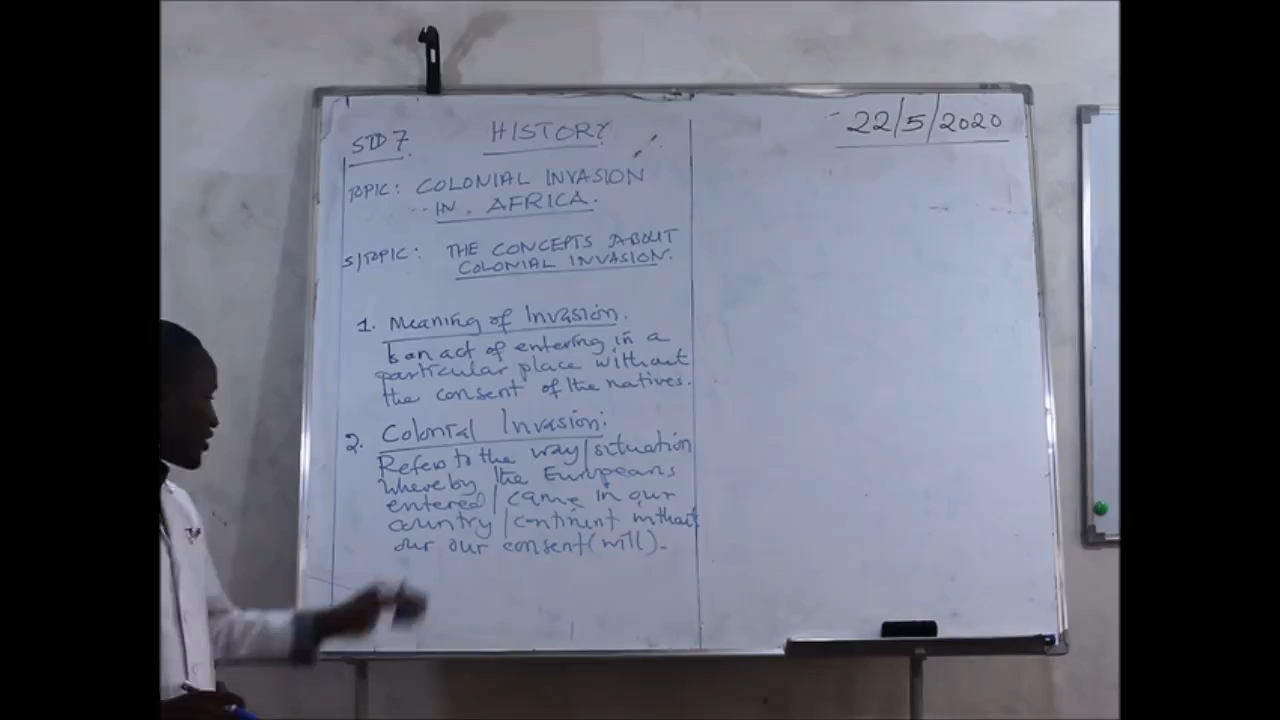 STD 7
HISTORY
22/5/2020
TOPIC: COLONIAL INVASION
IN AFRICA.
S/TOPIC: THE CONCEPTS ABOUT
COLONIAL INVASION.
1. Meaning of Invasion.
Is an act of entering in a
particular place without
the consent of the natives.
2. Colonial Invasion.
Refers to the way/situation
whereby the Europeans
entered/came in our
country/continent without
our our consent (will).